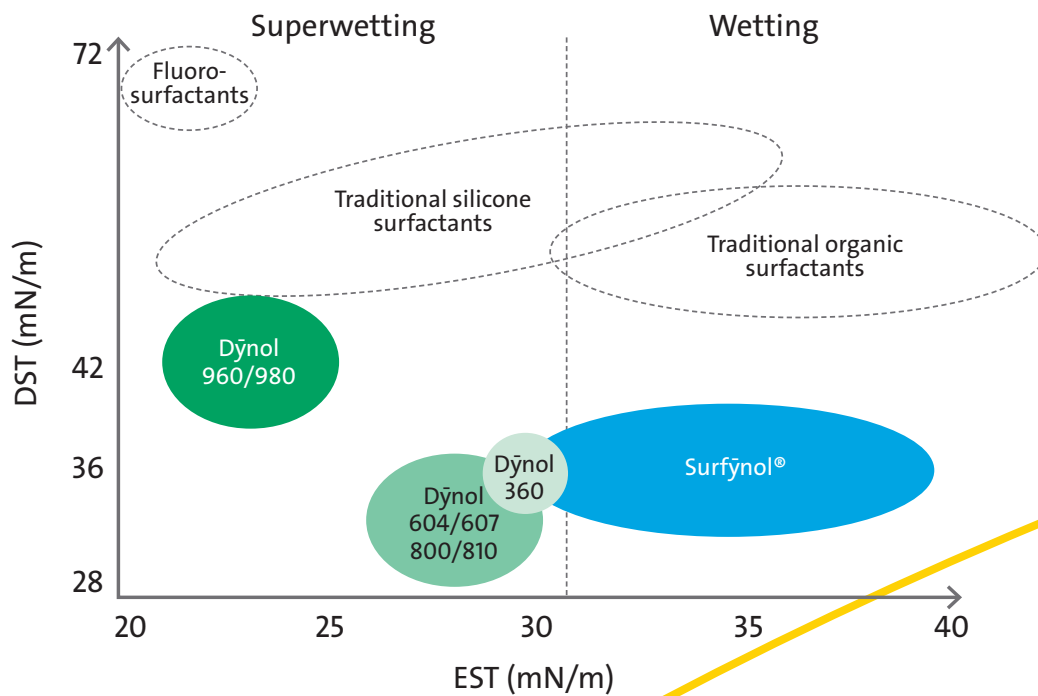 Superwetting
Wetting
72
Fluoro-
surfactants
Traditional silicone
surfactants
Traditional organic
surfactants
DST (mN/m)
42
Dȳnol
960/980
36
Dȳnol
360
Surfȳnol®
Dȳnol
604/607
800/810
28
20
25
30
35
40
EST (mN/m)